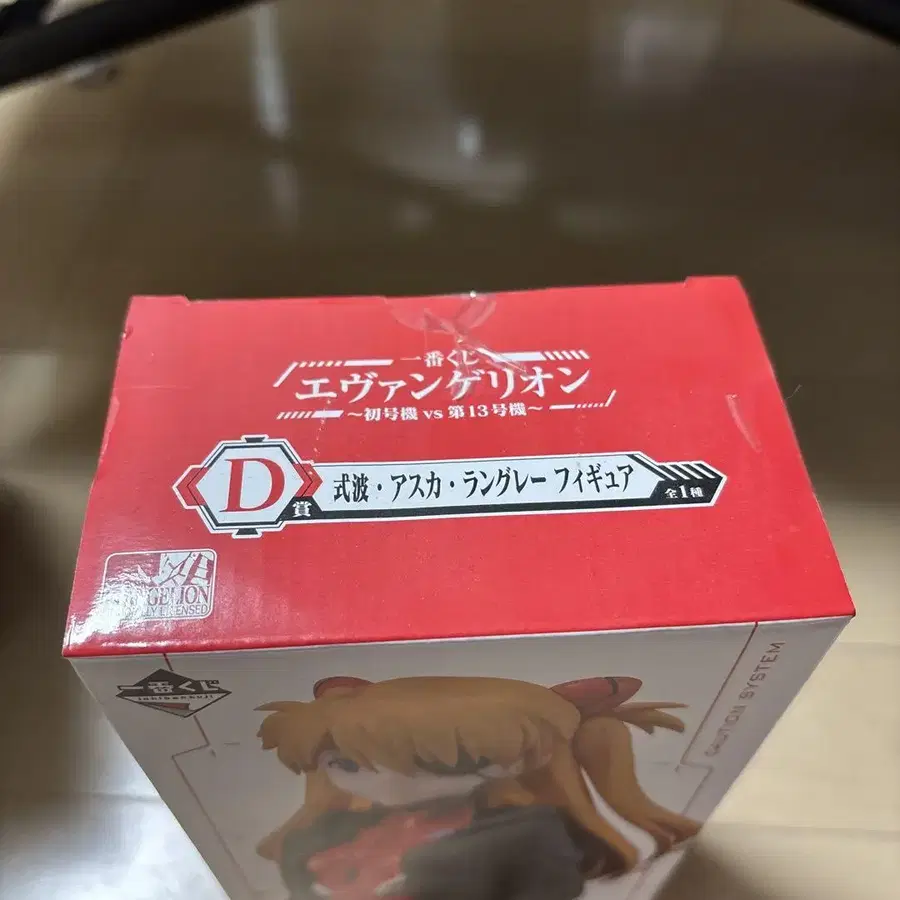 一番くじ
エヴァンゲリオン
～初号機 vs 第13号機～
D賞
式波・アスカ・ラングレー フィギュア
全1種
一番くじ
ichibankuji
CAUTION SYSTEM